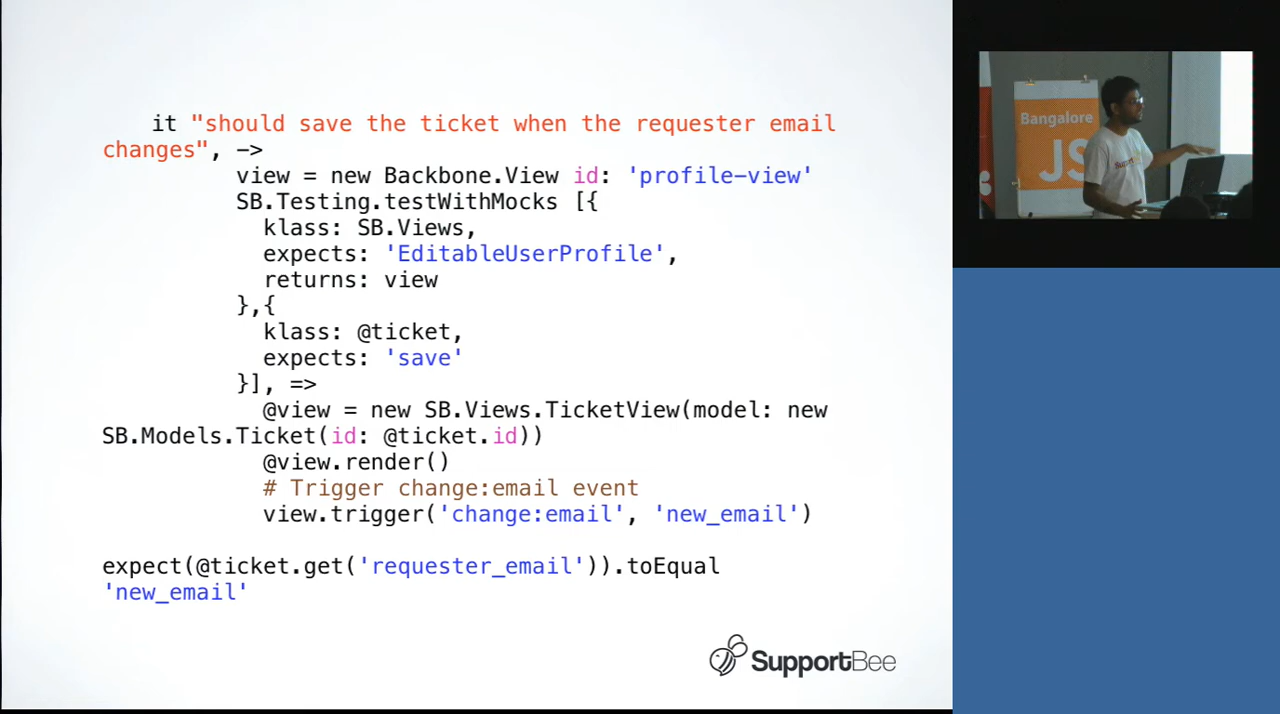 it "should save the ticket when the requester email
changes", ->
view = new Backbone.View id: 'profile-view'
SB.Testing.testWithMocks [{
klass: SB.Views,
expects: 'EditableUserProfile',
returns: view
},{
klass: @ticket,
expects: 'save'
}], =>
@view = new SB.Views.TicketView(model: new
SB.Models.Ticket(id: @ticket.id))
@view.render()
# Trigger change:email event
view.trigger('change:email', 'new_email')
expect(@ticket.get('requester_email')).toEqual
'new_email'
SupportBee
Bangalore
JS